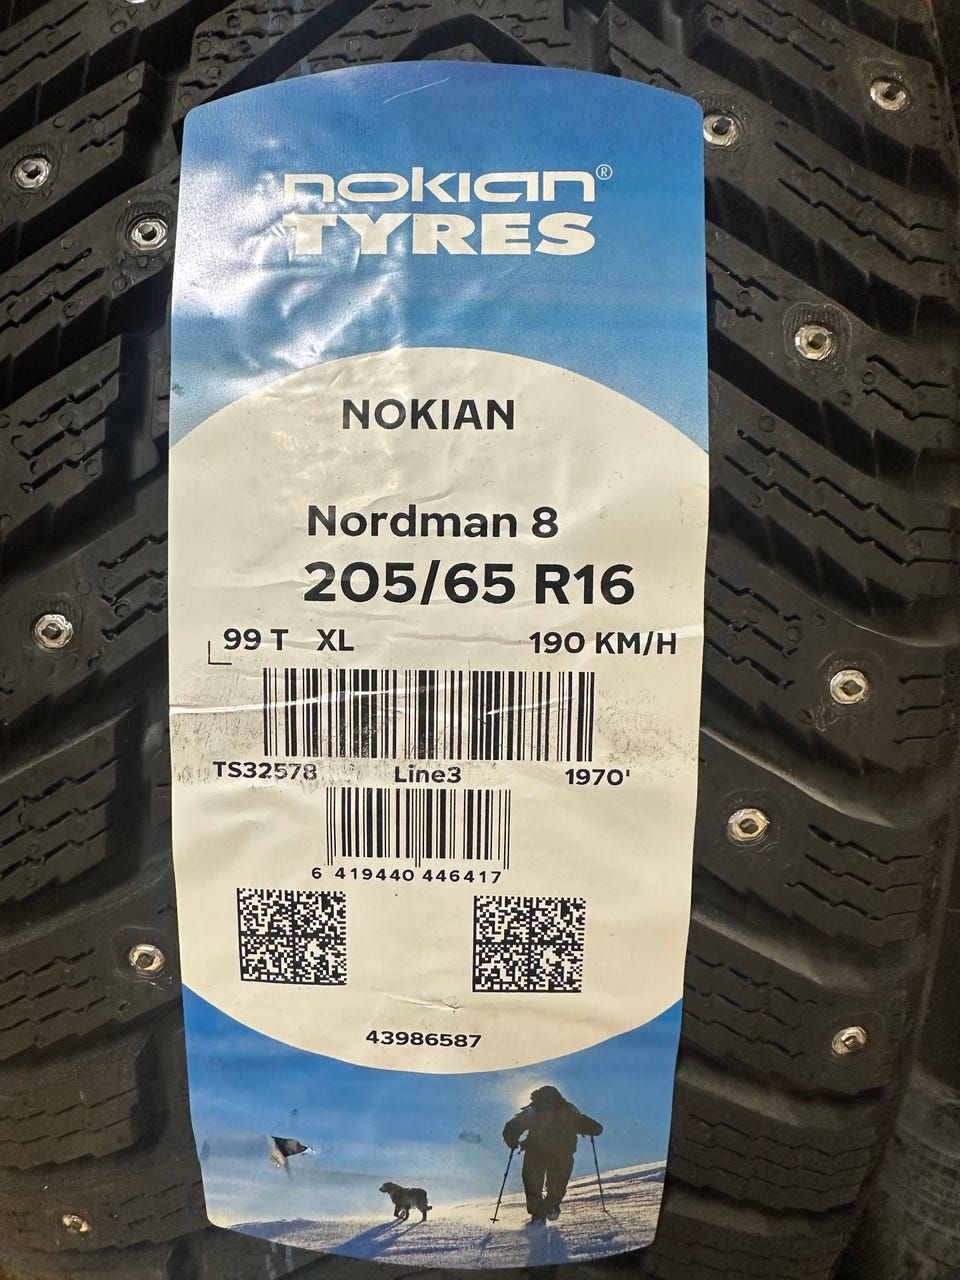 nokian®
TYRES
NOKIAN
Nordman 8
205/65 R16
99 T XL 190 KM/H
TS32578 Line3 1970'
6 419440 446417
43986587